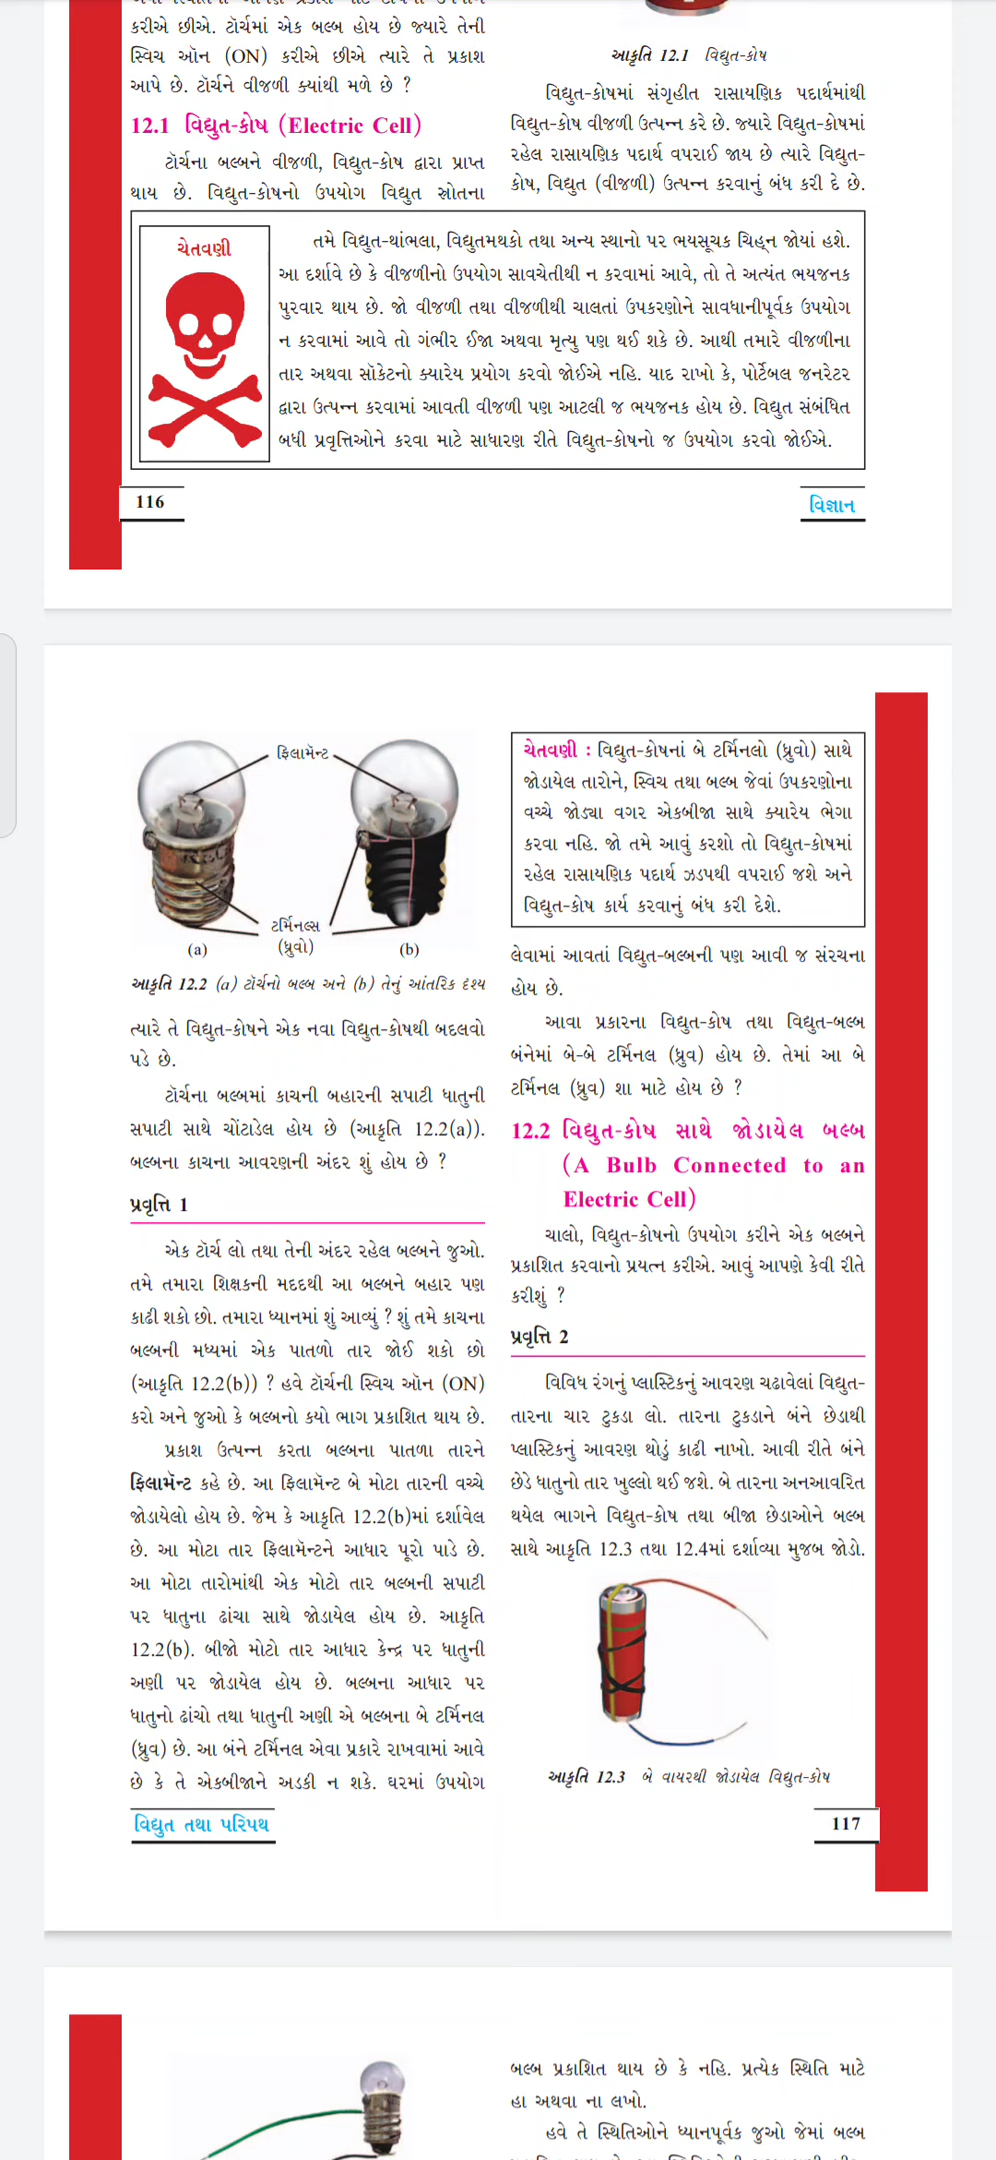 કરીએ છીએ. ટૉર્ચમાં એક બલ્બ હોય છે જ્યારે તેની
સ્વિચ ઑન (ON) કરીએ છીએ ત્યારે તે પ્રકાશ
આપે છે. ટૉર્ચને વીજળી ક્યાંથી મળે છે ?
12.1 વિદ્યુત-કોષ (Electric Cell)
ટૉર્ચના બલ્બને વીજળી, વિદ્યુત-કોષ દ્વારા પ્રાપ્ત
થાય છે. વિદ્યુત-કોષનો ઉપયોગ વિદ્યુત સ્રોતના
આકૃતિ 12.1 વિદ્યુત-કોષ
વિદ્યુત-કોષમાં સંગૃહીત રાસાયણિક પદાર્થમાંથી
વિદ્યુત-કોષ વીજળી ઉત્પન્ન કરે છે. જ્યારે વિદ્યુત-કોષમાં
રહેલ રાસાયણિક પદાર્થ વપરાઈ જાય છે ત્યારે વિદ્યુત-
કોષ, વિદ્યુત (વીજળી) ઉત્પન્ન કરવાનું બંધ કરી દે છે.
ચેતવણી
તમે વિદ્યુત-થાંભલા, વિદ્યુતમથકો તથા અન્ય સ્થાનો પર ભયસૂચક ચિહ્ન જોયાં હશે.
આ દર્શાવે છે કે વીજળીનો ઉપયોગ સાવચેતીથી ન કરવામાં આવે, તો તે અત્યંત ભયજનક
પુરવાર થાય છે. જો વીજળી તથા વીજળીથી ચાલતાં ઉપકરણોને સાવધાનીપૂર્વક ઉપયોગ
ન કરવામાં આવે તો ગંભીર ઈજા અથવા મૃત્યુ પણ થઈ શકે છે. આથી તમારે વીજળીના
તાર અથવા સૉકેટનો ક્યારેય પ્રયોગ કરવો જોઈએ નહિ. યાદ રાખો કે, પોર્ટેબલ જનરેટર
દ્વારા ઉત્પન્ન કરવામાં આવતી વીજળી પણ આટલી જ ભયજનક હોય છે. વિદ્યુત સંબંધિત
બધી પ્રવૃત્તિઓને કરવા માટે સાધારણ રીતે વિદ્યુત-કોષનો જ ઉપયોગ કરવો જોઈએ.
116
વિજ્ઞાન
ફિલામૅન્ટ
ટર્મિનલ્સ
(ધ્રુવો)
(a)
(b)
આકૃતિ 12.2 (a) ટૉર્ચનો બલ્બ અને (b) તેનું આંતરિક દૃશ્ય
ત્યારે તે વિદ્યુત-કોષને એક નવા વિદ્યુત-કોષથી બદલવો
પડે છે.
ટૉર્ચના બલ્બમાં કાચની બહારની સપાટી ધાતુની
સપાટી સાથે ચોંટાડેલ હોય છે (આકૃતિ 12.2(a)).
બલ્બના કાચના આવરણની અંદર શું હોય છે ?
પ્રવૃત્તિ 1
એક ટૉર્ચ લો તથા તેની અંદર રહેલ બલ્બને જુઓ.
તમે તમારા શિક્ષકની મદદથી આ બલ્બને બહાર પણ
કાઢી શકો છો. તમારા ધ્યાનમાં શું આવ્યું ? શું તમે કાચના
બલ્બની મધ્યમાં એક પાતળો તાર જોઈ શકો છો
(આકૃતિ 12.2(b)) ? હવે ટૉર્ચની સ્વિચ ઑન (ON)
કરો અને જુઓ કે બલ્બનો કયો ભાગ પ્રકાશિત થાય છે.
પ્રકાશ ઉત્પન્ન કરતા બલ્બના પાતળા તારને
ફિલામૅન્ટ કહે છે. આ ફિલામૅન્ટ બે મોટા તારની વચ્ચે
જોડાયેલો હોય છે. જેમ કે આકૃતિ 12.2(b)માં દર્શાવેલ
છે. આ મોટા તાર ફિલામૅન્ટને આધાર પૂરો પાડે છે.
આ મોટા તારોમાંથી એક મોટો તાર બલ્બની સપાટી
પર ધાતુના ઢાંચા સાથે જોડાયેલ હોય છે. આકૃતિ
12.2(b). બીજો મોટો તાર આધાર કેન્દ્ર પર ધાતુની
અણી પર જોડાયેલ હોય છે. બલ્બના આધાર પર
ધાતુનો ઢાંચો તથા ધાતુની અણી એ બલ્બના બે ટર્મિનલ
(ધ્રુવ) છે. આ બંને ટર્મિનલ એવા પ્રકારે રાખવામાં આવે
છે કે તે એકબીજાને અડકી ન શકે. ઘરમાં ઉપયોગ
ચેતવણી : વિદ્યુત-કોષનાં બે ટર્મિનલો (ધ્રુવો) સાથે
જોડાયેલ તારોને, સ્વિચ તથા બલ્બ જેવાં ઉપકરણોના
વચ્ચે જોડ્યા વગર એકબીજા સાથે ક્યારેય ભેગા
કરવા નહિ. જો તમે આવું કરશો તો વિદ્યુત-કોષમાં
રહેલ રાસાયણિક પદાર્થ ઝડપથી વપરાઈ જશે અને
વિદ્યુત-કોષ કાર્ય કરવાનું બંધ કરી દેશે.
લેવામાં આવતાં વિદ્યુત-બલ્બની પણ આવી જ સંરચના
હોય છે.
આવા પ્રકારના વિદ્યુત-કોષ તથા વિદ્યુત-બલ્બ
બંનેમાં બે-બે ટર્મિનલ (ધ્રુવ) હોય છે. તેમાં આ બે
ટર્મિનલ (ધ્રુવ) શા માટે હોય છે ?
12.2 વિદ્યુત-કોષ સાથે જોડાયેલ બલ્બ
(A Bulb Connected to an
Electric Cell)
ચાલો, વિદ્યુત-કોષનો ઉપયોગ કરીને એક બલ્બને
પ્રકાશિત કરવાનો પ્રયત્ન કરીએ. આવું આપણે કેવી રીતે
કરીશું ?
પ્રવૃત્તિ 2
વિવિધ રંગનું પ્લાસ્ટિકનું આવરણ ચઢાવેલાં વિદ્યુત-
તારના ચાર ટુકડા લો. તારના ટુકડાને બંને છેડાથી
પ્લાસ્ટિકનું આવરણ થોડું કાઢી નાખો. આવી રીતે બંને
છેડે ધાતુનો તાર ખુલ્લો થઈ જશે. બે તારના અનઆવરિત
થયેલ ભાગને વિદ્યુત-કોષ તથા બીજા છેડાઓને બલ્બ
સાથે આકૃતિ 12.3 તથા 12.4માં દર્શાવ્યા મુજબ જોડો.
આકૃતિ 12.3 બે વાયરથી જોડાયેલ વિદ્યુત-કોષ
વિદ્યુત તથા પરિપથ
117
બલ્બ પ્રકાશિત થાય છે કે નહિ. પ્રત્યેક સ્થિતિ માટે
હા અથવા ના લખો.
હવે તે સ્થિતિઓને ધ્યાનપૂર્વક જુઓ જેમાં બલ્બ